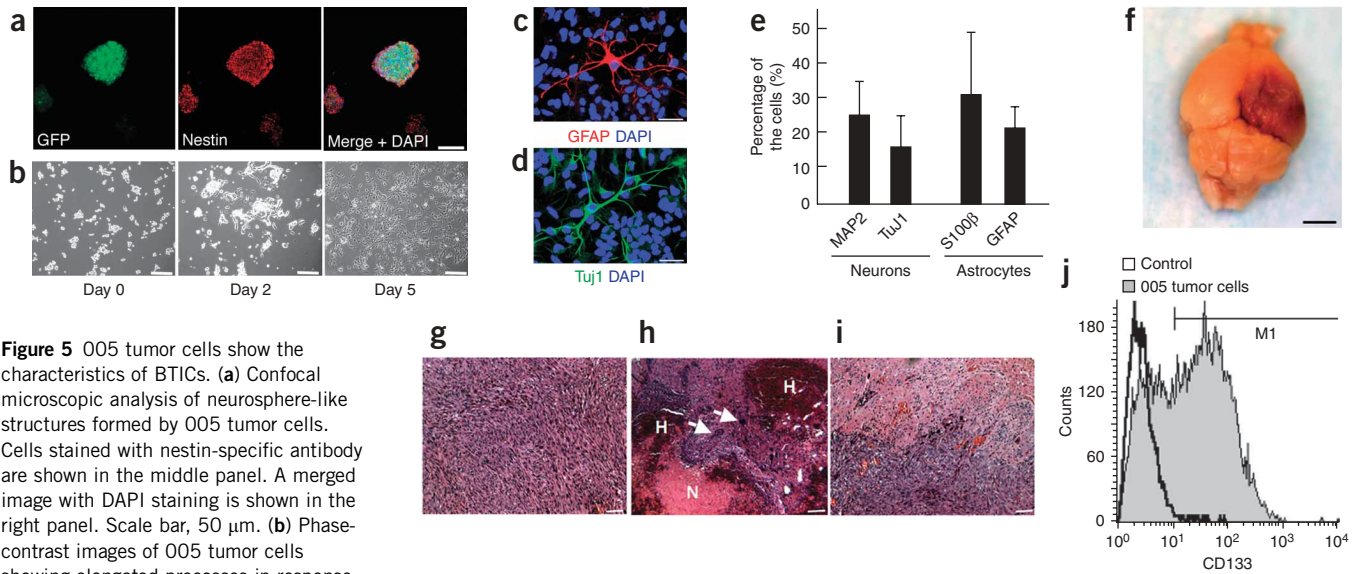 a
GFP
Nestin
Merge + DAPI
b
Day 0
Day 2
Day 5
c
GFAP DAPI
d
Tuj1 DAPI
e
Percentage of
the cells (%)
50
40
30
20
10
0
MAP2
TuJ1
S100β
GFAP
Neurons
Astrocytes
f
g
h
H
H
N
i
j
Control
005 tumor cells
M1
Counts
180
120
60
0
10⁰
10¹
10²
10³
10⁴
CD133
Figure 5 005 tumor cells show the
characteristics of BTICs. (a) Confocal
microscopic analysis of neurosphere-like
structures formed by 005 tumor cells.
Cells stained with nestin-specific antibody
are shown in the middle panel. A merged
image with DAPI staining is shown in the
right panel. Scale bar, 50 μm. (b) Phase-
contrast images of 005 tumor cells
showing elongated processes in response